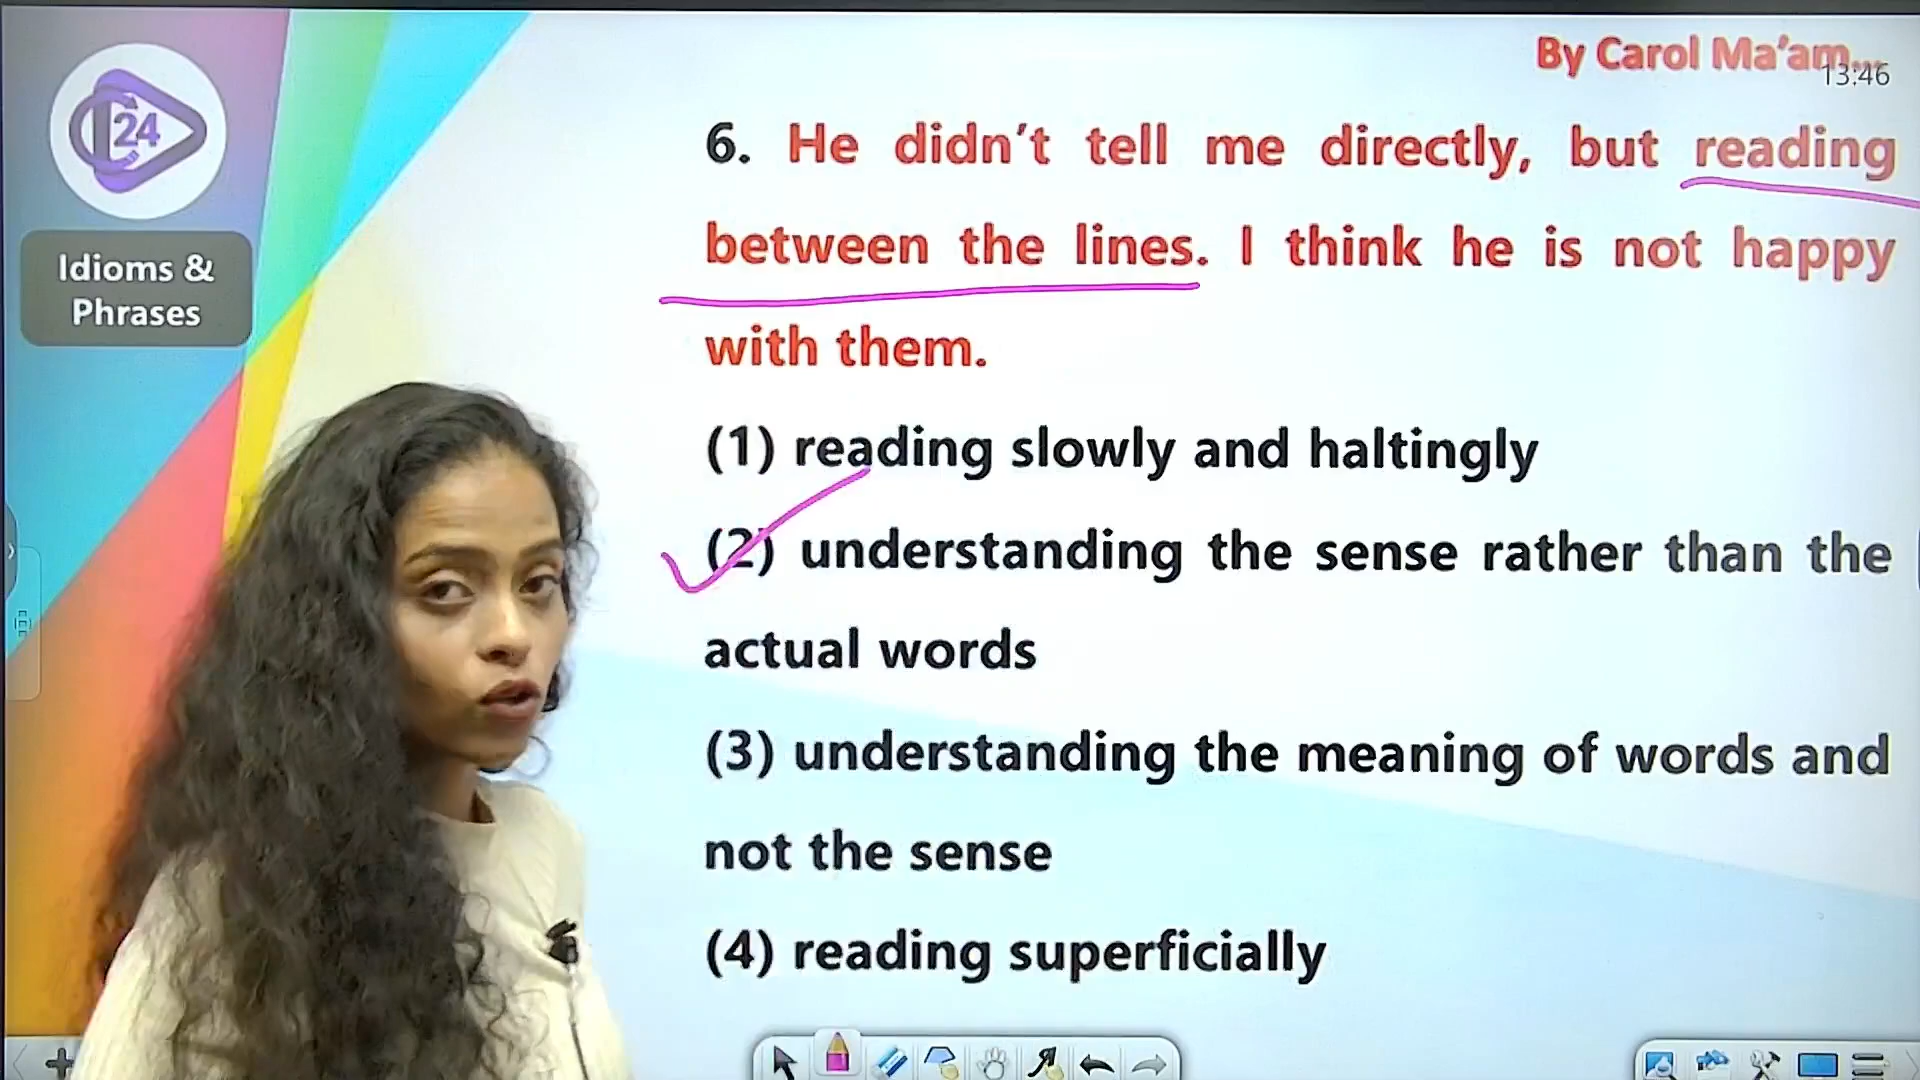 By Carol Ma'am...
13:46
24
Idioms &
Phrases
6. He didn't tell me directly, but reading
between the lines. I think he is not happy
with them.
(1) reading slowly and haltingly
(2) understanding the sense rather than the
actual words
(3) understanding the meaning of words and
not the sense
(4) reading superficially